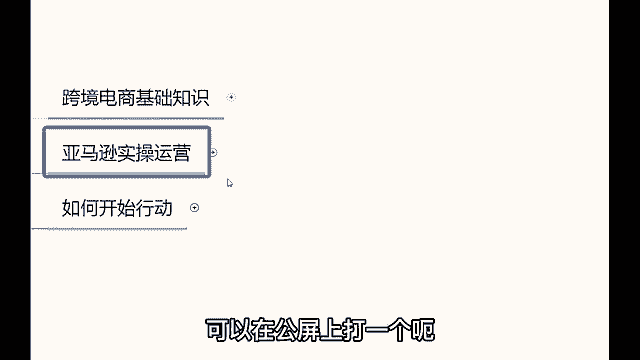 跨境电商基础知识
亚马逊实操运营
如何开始行动
可以在公屏上打一个呃